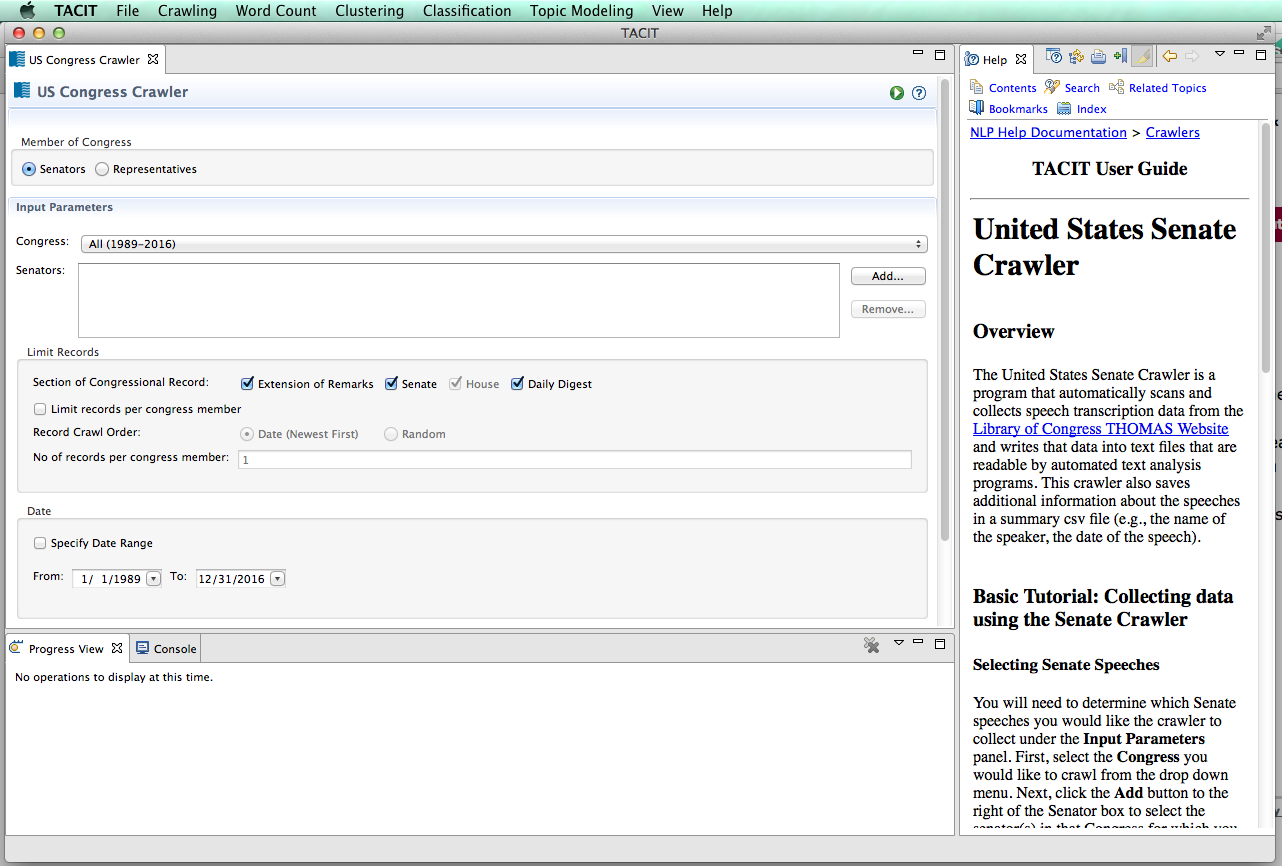 TACIT File Crawling Word Count Clustering Classification Topic Modeling View Help
TACIT
US Congress Crawler
US Congress Crawler
Member of Congress
Senators Representatives
Input Parameters
Congress: All (1989-2016)
Senators:
Add...
Remove...
Limit Records
Section of Congressional Record: Extension of Remarks Senate House Daily Digest
Limit records per congress member
Record Crawl Order: Date (Newest First) Random
No of records per congress member: 1
Date
Specify Date Range
From: 1/ 1/1989 To: 12/31/2016
Progress View Console
No operations to display at this time.
Help
Contents Search Related Topics
Bookmarks Index
NLP Help Documentation > Crawlers
TACIT User Guide
United States Senate
Crawler
Overview
The United States Senate Crawler is a
program that automatically scans and
collects speech transcription data from the
Library of Congress THOMAS Website
and writes that data into text files that are
readable by automated text analysis
programs. This crawler also saves
additional information about the speeches
in a summary csv file (e.g., the name of
the speaker, the date of the speech).
Basic Tutorial: Collecting data
using the Senate Crawler
Selecting Senate Speeches
You will need to determine which Senate
speeches you would like the crawler to
collect under the Input Parameters
panel. First, select the Congress you
would like to crawl from the drop down
menu. Next, click the Add button to the
right of the Senator box to select the
senator(s) in that Congress for which you